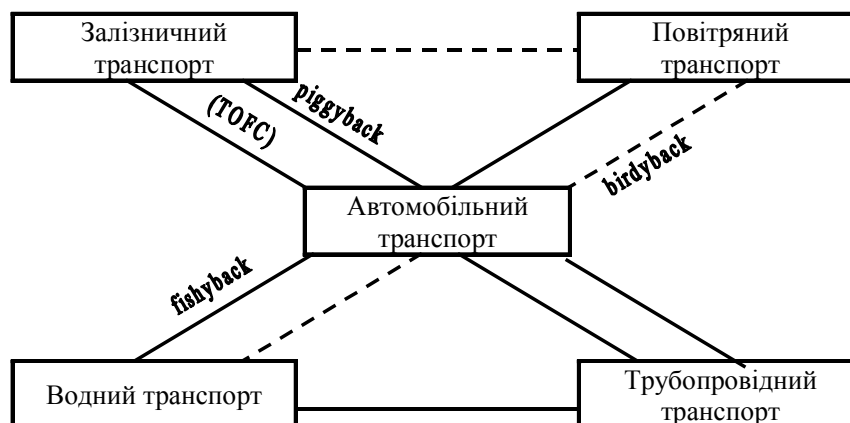 Залізничний
транспорт
Повітряний
транспорт
(TOFC)
piggyback
birdyback
Автомобільний
транспорт
fishyback
Водний транспорт
Трубопровідний
транспорт